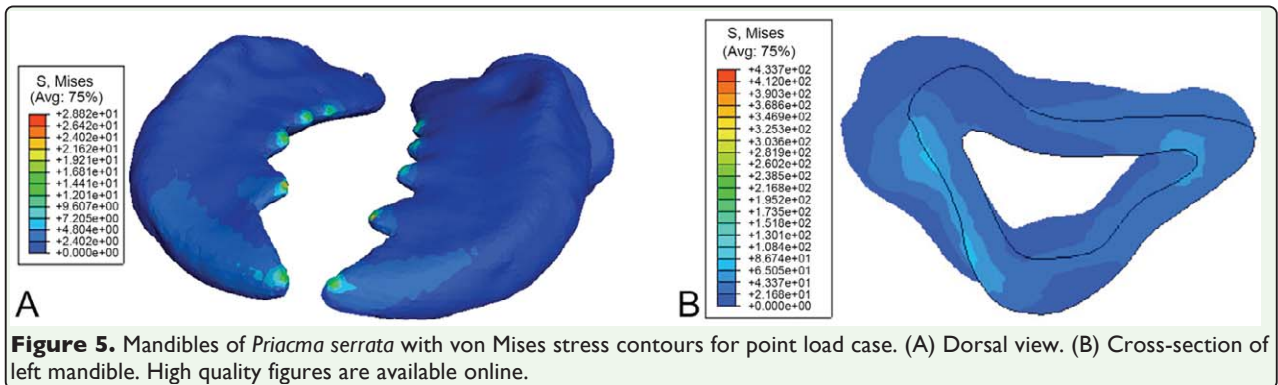 S, Mises
(Avg: 75%)
+2.882e+01
+2.642e+01
+2.402e+01
+2.162e+01
+1.921e+01
+1.681e+01
+1.441e+01
+1.201e+01
+9.607e+00
+7.205e+00
+4.804e+00
+2.402e+00
+0.000e+00
A
S, Mises
(Avg: 75%)
+4.337e+02
+4.120e+02
+3.903e+02
+3.686e+02
+3.469e+02
+3.253e+02
+3.036e+02
+2.819e+02
+2.602e+02
+2.385e+02
+2.168e+02
+1.952e+02
+1.735e+02
+1.518e+02
+1.301e+02
+1.084e+02
+8.674e+01
+6.505e+01
+4.337e+01
+2.168e+01
+0.000e+00
B
Figure 5. Mandibles of Priacma serrata with von Mises stress contours for point load case. (A) Dorsal view. (B) Cross-section of
left mandible. High quality figures are available online.